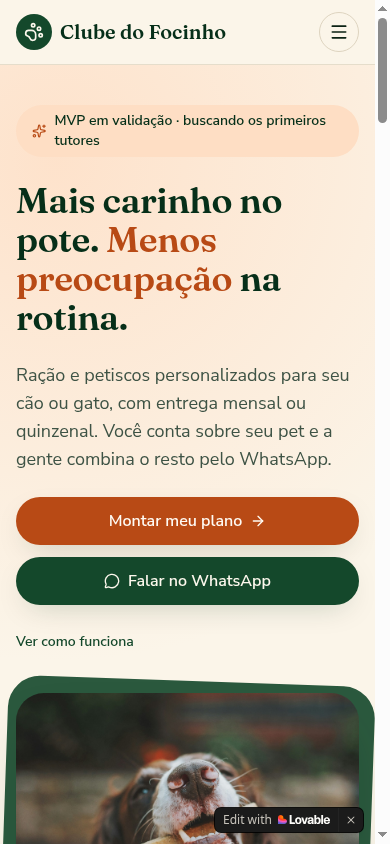 Clube do Focinho
MVP em validação · buscando os primeiros
tutores
Mais carinho no
pote. Menos
preocupação na
rotina.
Ração e petiscos personalizados para seu
cão ou gato, com entrega mensal ou
quinzenal. Você conta sobre seu pet e a
gente combina o resto pelo WhatsApp.
Montar meu plano
Falar no WhatsApp
Ver como funciona
Edit with Lovable